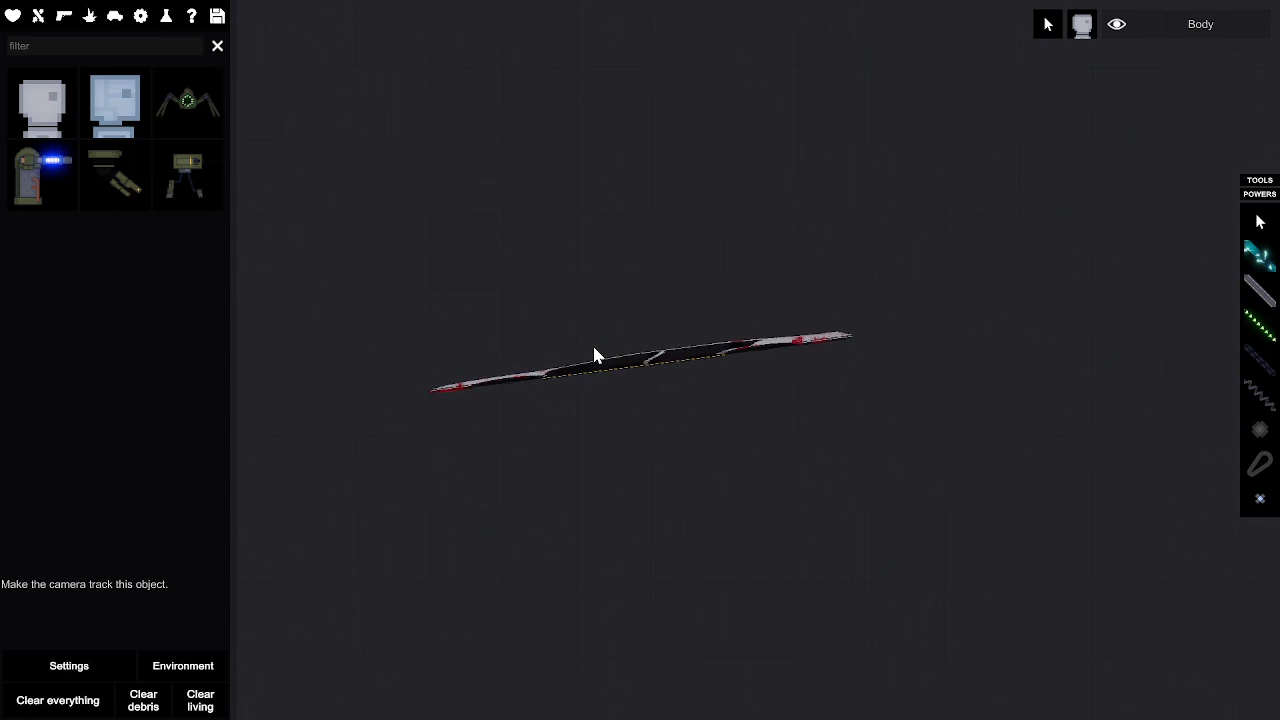 filter
Body
TOOLS
POWERS
Make the camera track this object.
Settings
Environment
Clear everything
Clear
debris
Clear
living